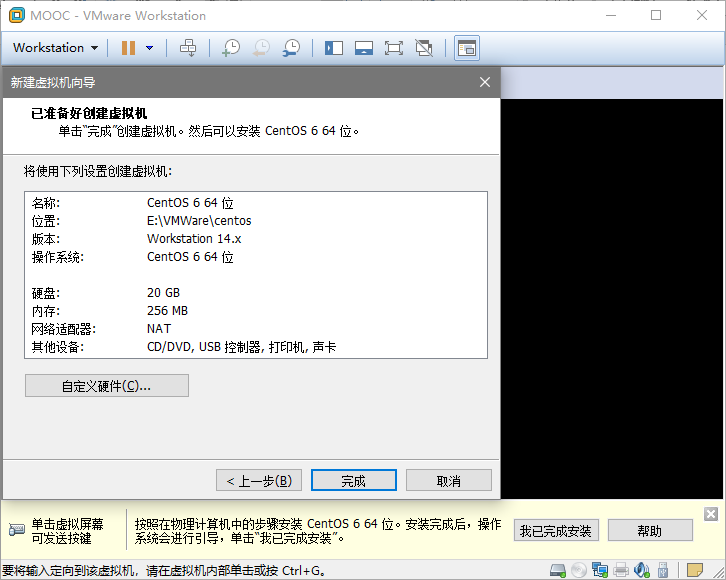 MOOC - VMware Workstation
Workstation
新建虚拟机向导
已准备好创建虚拟机
单击“完成”创建虚拟机。然后可以安装 CentOS 6 64 位。
将使用下列设置创建虚拟机:
名称: CentOS 6 64 位
位置: E:\VMWare\centos
版本: Workstation 14.x
操作系统: CentOS 6 64 位
硬盘: 20 GB
内存: 256 MB
网络适配器: NAT
其他设备: CD/DVD, USB 控制器, 打印机, 声卡
自定义硬件(C)...
< 上一步(B) 完成 取消
单击虚拟屏幕
可发送按键
按照在物理计算机中的步骤安装 CentOS 6 64 位。安装完成后，操作
系统会进行引导，单击“我已完成安装”。
我已完成安装 帮助
要将输入定向到该虚拟机，请在虚拟机内部单击或按 Ctrl+G。